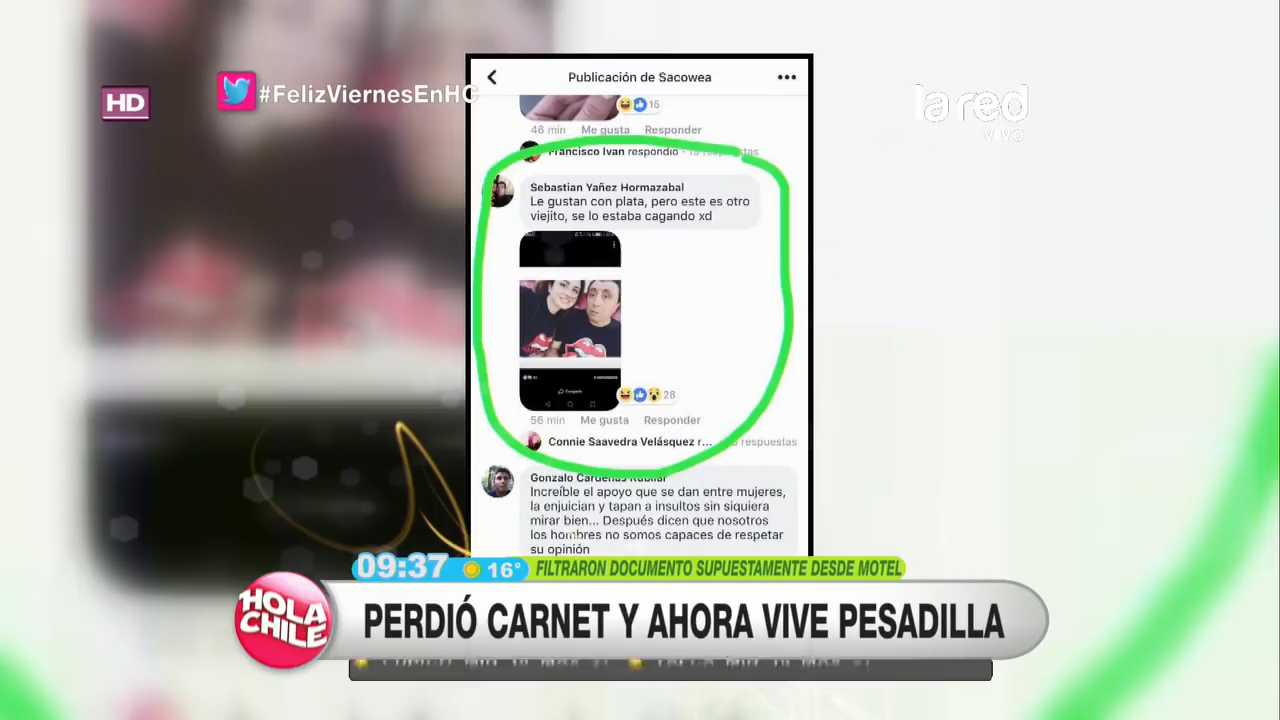 HD
#FelizViernesEnHC
la red
vivo
Publicación de Sacowea
15
46 min Me gusta Responder
Francisco Ivan respondió · respuestas
Sebastian Yañez Hormazabal
Le gustan con plata, pero este es otro
viejito, se lo estaba cagando xd
28
56 min Me gusta Responder
Connie Saavedra Velásquez r... respuestas
Gonzalo Cardenas Rubilar
Increíble el apoyo que se dan entre mujeres,
la enjuician y tapan a insultos sin siquiera
mirar bien... Después dicen que nosotros
los hombres no somos capaces de respetar
su opinión
09:37 16° FILTRARON DOCUMENTO SUPUESTAMENTE DESDE MOTEL
HOLA
CHILE
PERDIÓ CARNET Y AHORA VIVE PESADILLA